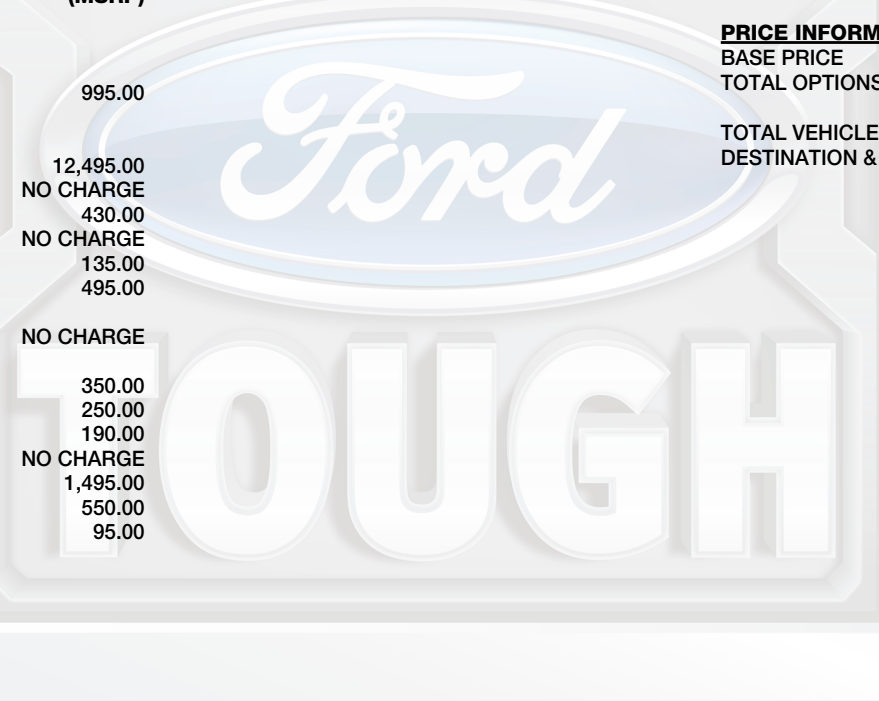 (MSRP)
995.00
12,495.00
NO CHARGE
430.00
NO CHARGE
135.00
495.00
NO CHARGE
350.00
250.00
190.00
NO CHARGE
1,495.00
550.00
95.00
PRICE INFORM
BASE PRICE
TOTAL OPTIONS
TOTAL VEHICLE
DESTINATION &
Ford
TOUGH